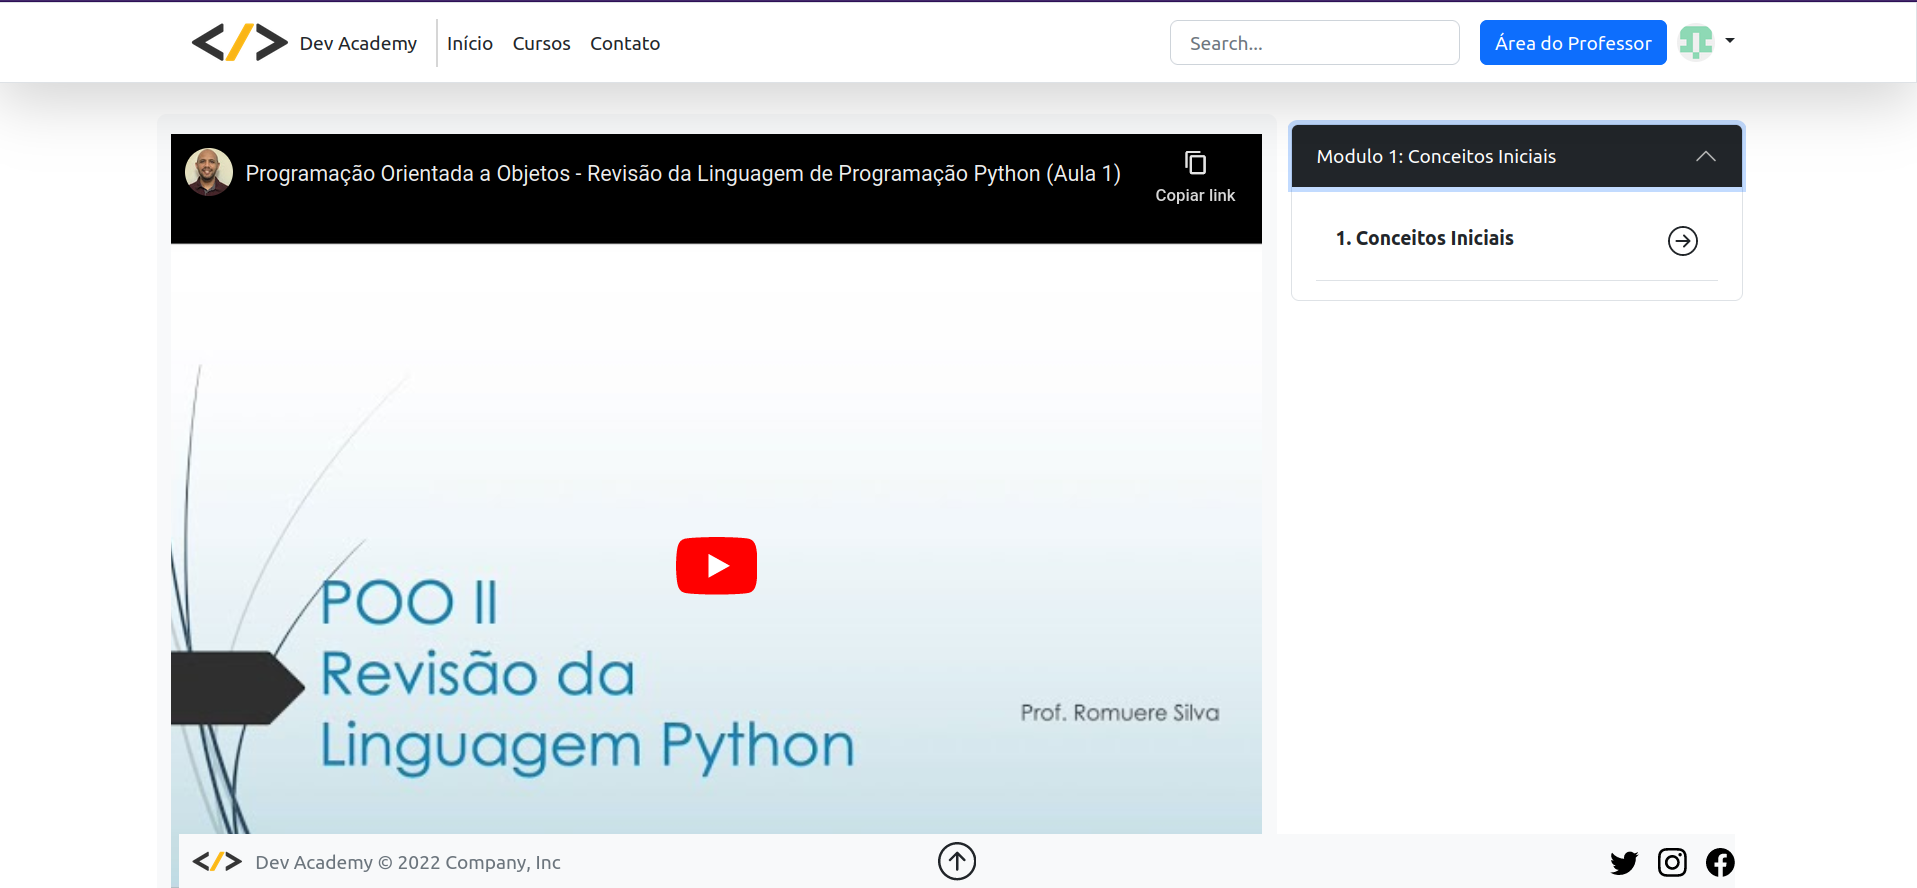 Dev Academy
Início
Cursos
Contato
Search...
Área do Professor
Programação Orientada a Objetos - Revisão da Linguagem de Programação Python (Aula 1)
Copiar link
POO II
Revisão da
Linguagem Python
Prof. Romuere Silva
Modulo 1: Conceitos Iniciais
1. Conceitos Iniciais
Dev Academy © 2022 Company, Inc